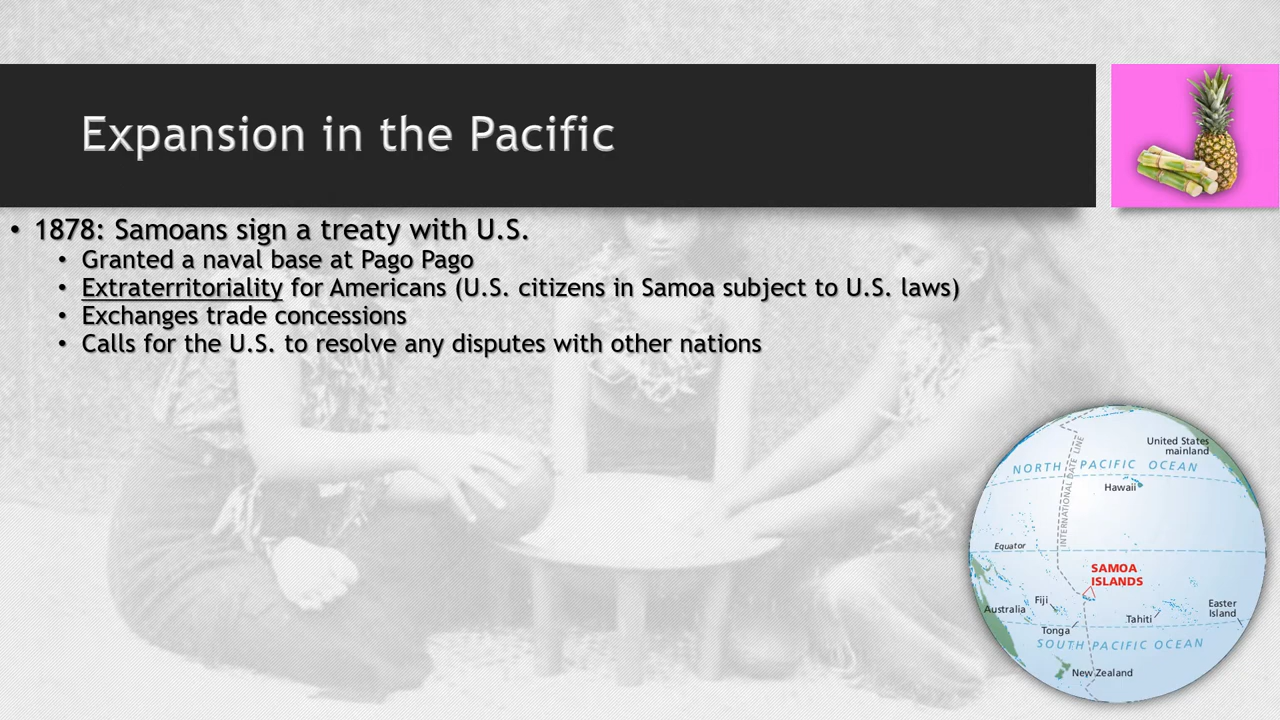 Expansion in the Pacific
• 1878: Samoans sign a treaty with U.S.
• Granted a naval base at Pago Pago
• Extraterritoriality for Americans (U.S. citizens in Samoa subject to U.S. laws)
• Exchanges trade concessions
• Calls for the U.S. to resolve any disputes with other nations
United States
mainland
NORTH PACIFIC OCEAN
Hawaii
INTERNATIONAL DATE LINE
Equator
SAMOA
ISLANDS
Fiji
Australia
Easter
Island
Tahiti
Tonga
SOUTH PACIFIC OCEAN
New Zealand